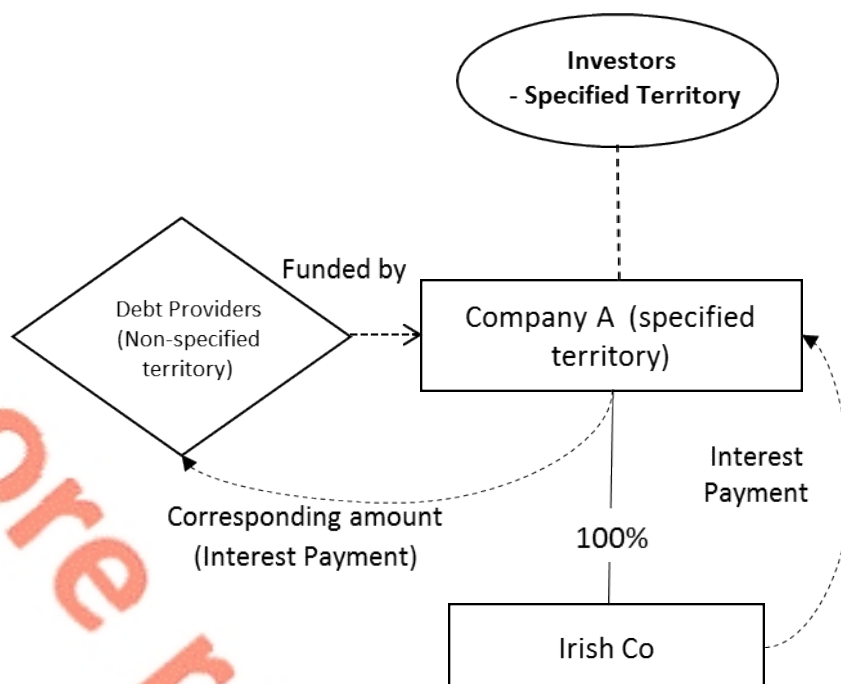 Investors
- Specified Territory
Funded by
Debt Providers
(Non-specified
territory)
Company A (specified
territory)
Interest
Payment
Corresponding amount
(Interest Payment)
100%
Irish Co